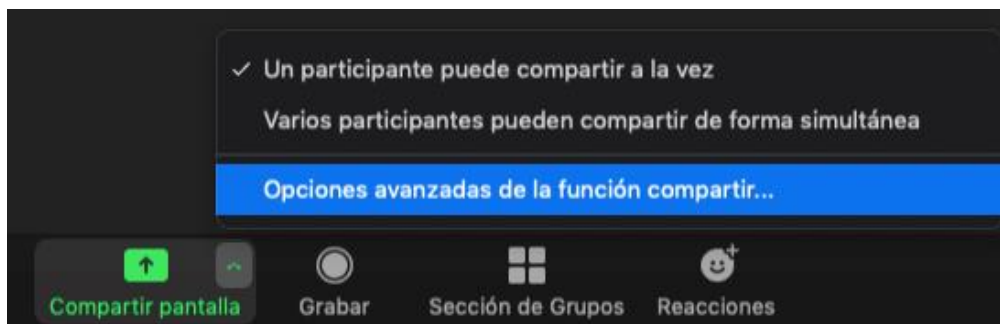 Un participante puede compartir a la vez
Varios participantes pueden compartir de forma simultánea
Opciones avanzadas de la función compartir...
Compartir pantalla
Grabar
Sección de Grupos
Reacciones